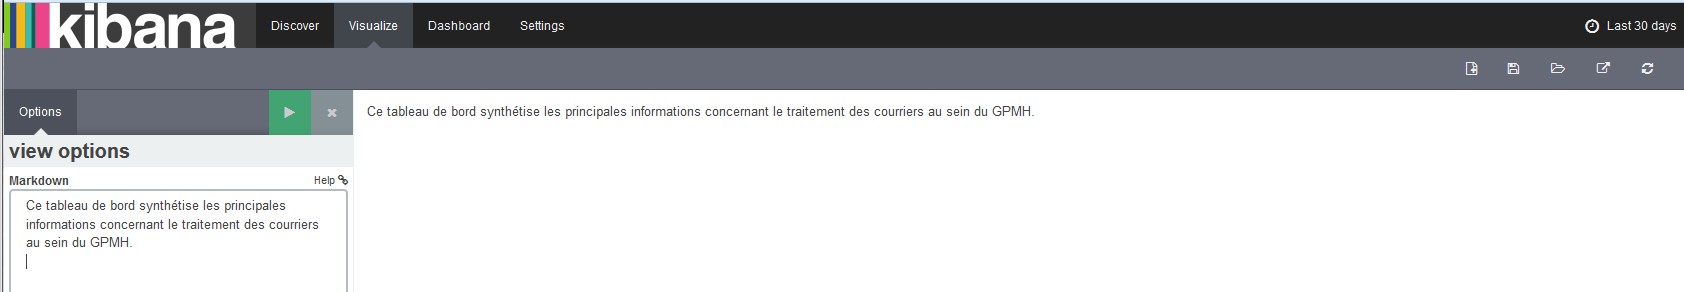 kibana Discover Visualize Dashboard Settings Last 30 days
Options
Ce tableau de bord synthétise les principales informations concernant le traitement des courriers au sein du GPMH.
view options
Markdown Help
Ce tableau de bord synthétise les principales
informations concernant le traitement des courriers
au sein du GPMH.